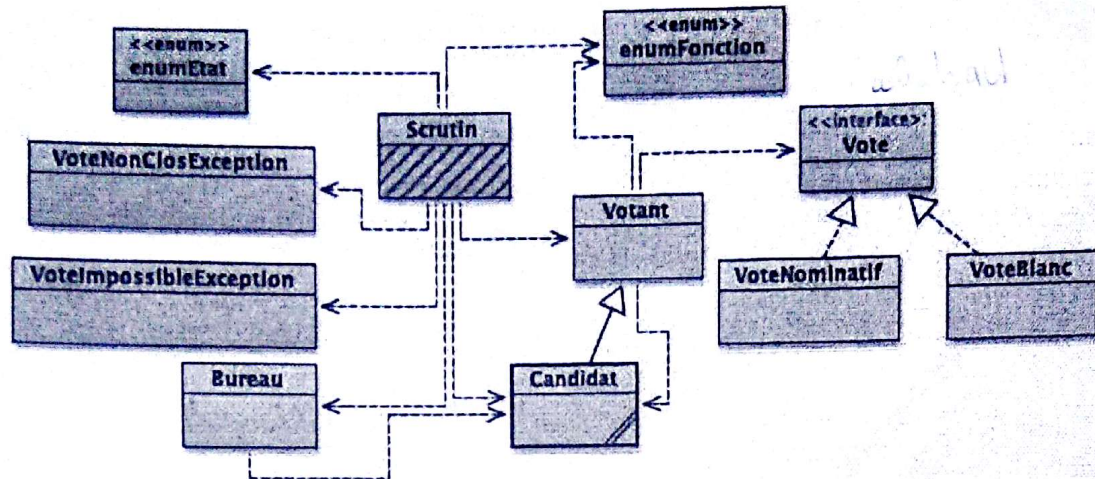 <<enum>>
enumEtat
<<enum>>
enumFonction
Scrutin
<<interface>>
Vote
VoteNonClosException
Votant
VoteImpossibleException
VoteNominatif
VoteBlanc
Bureau
Candidat